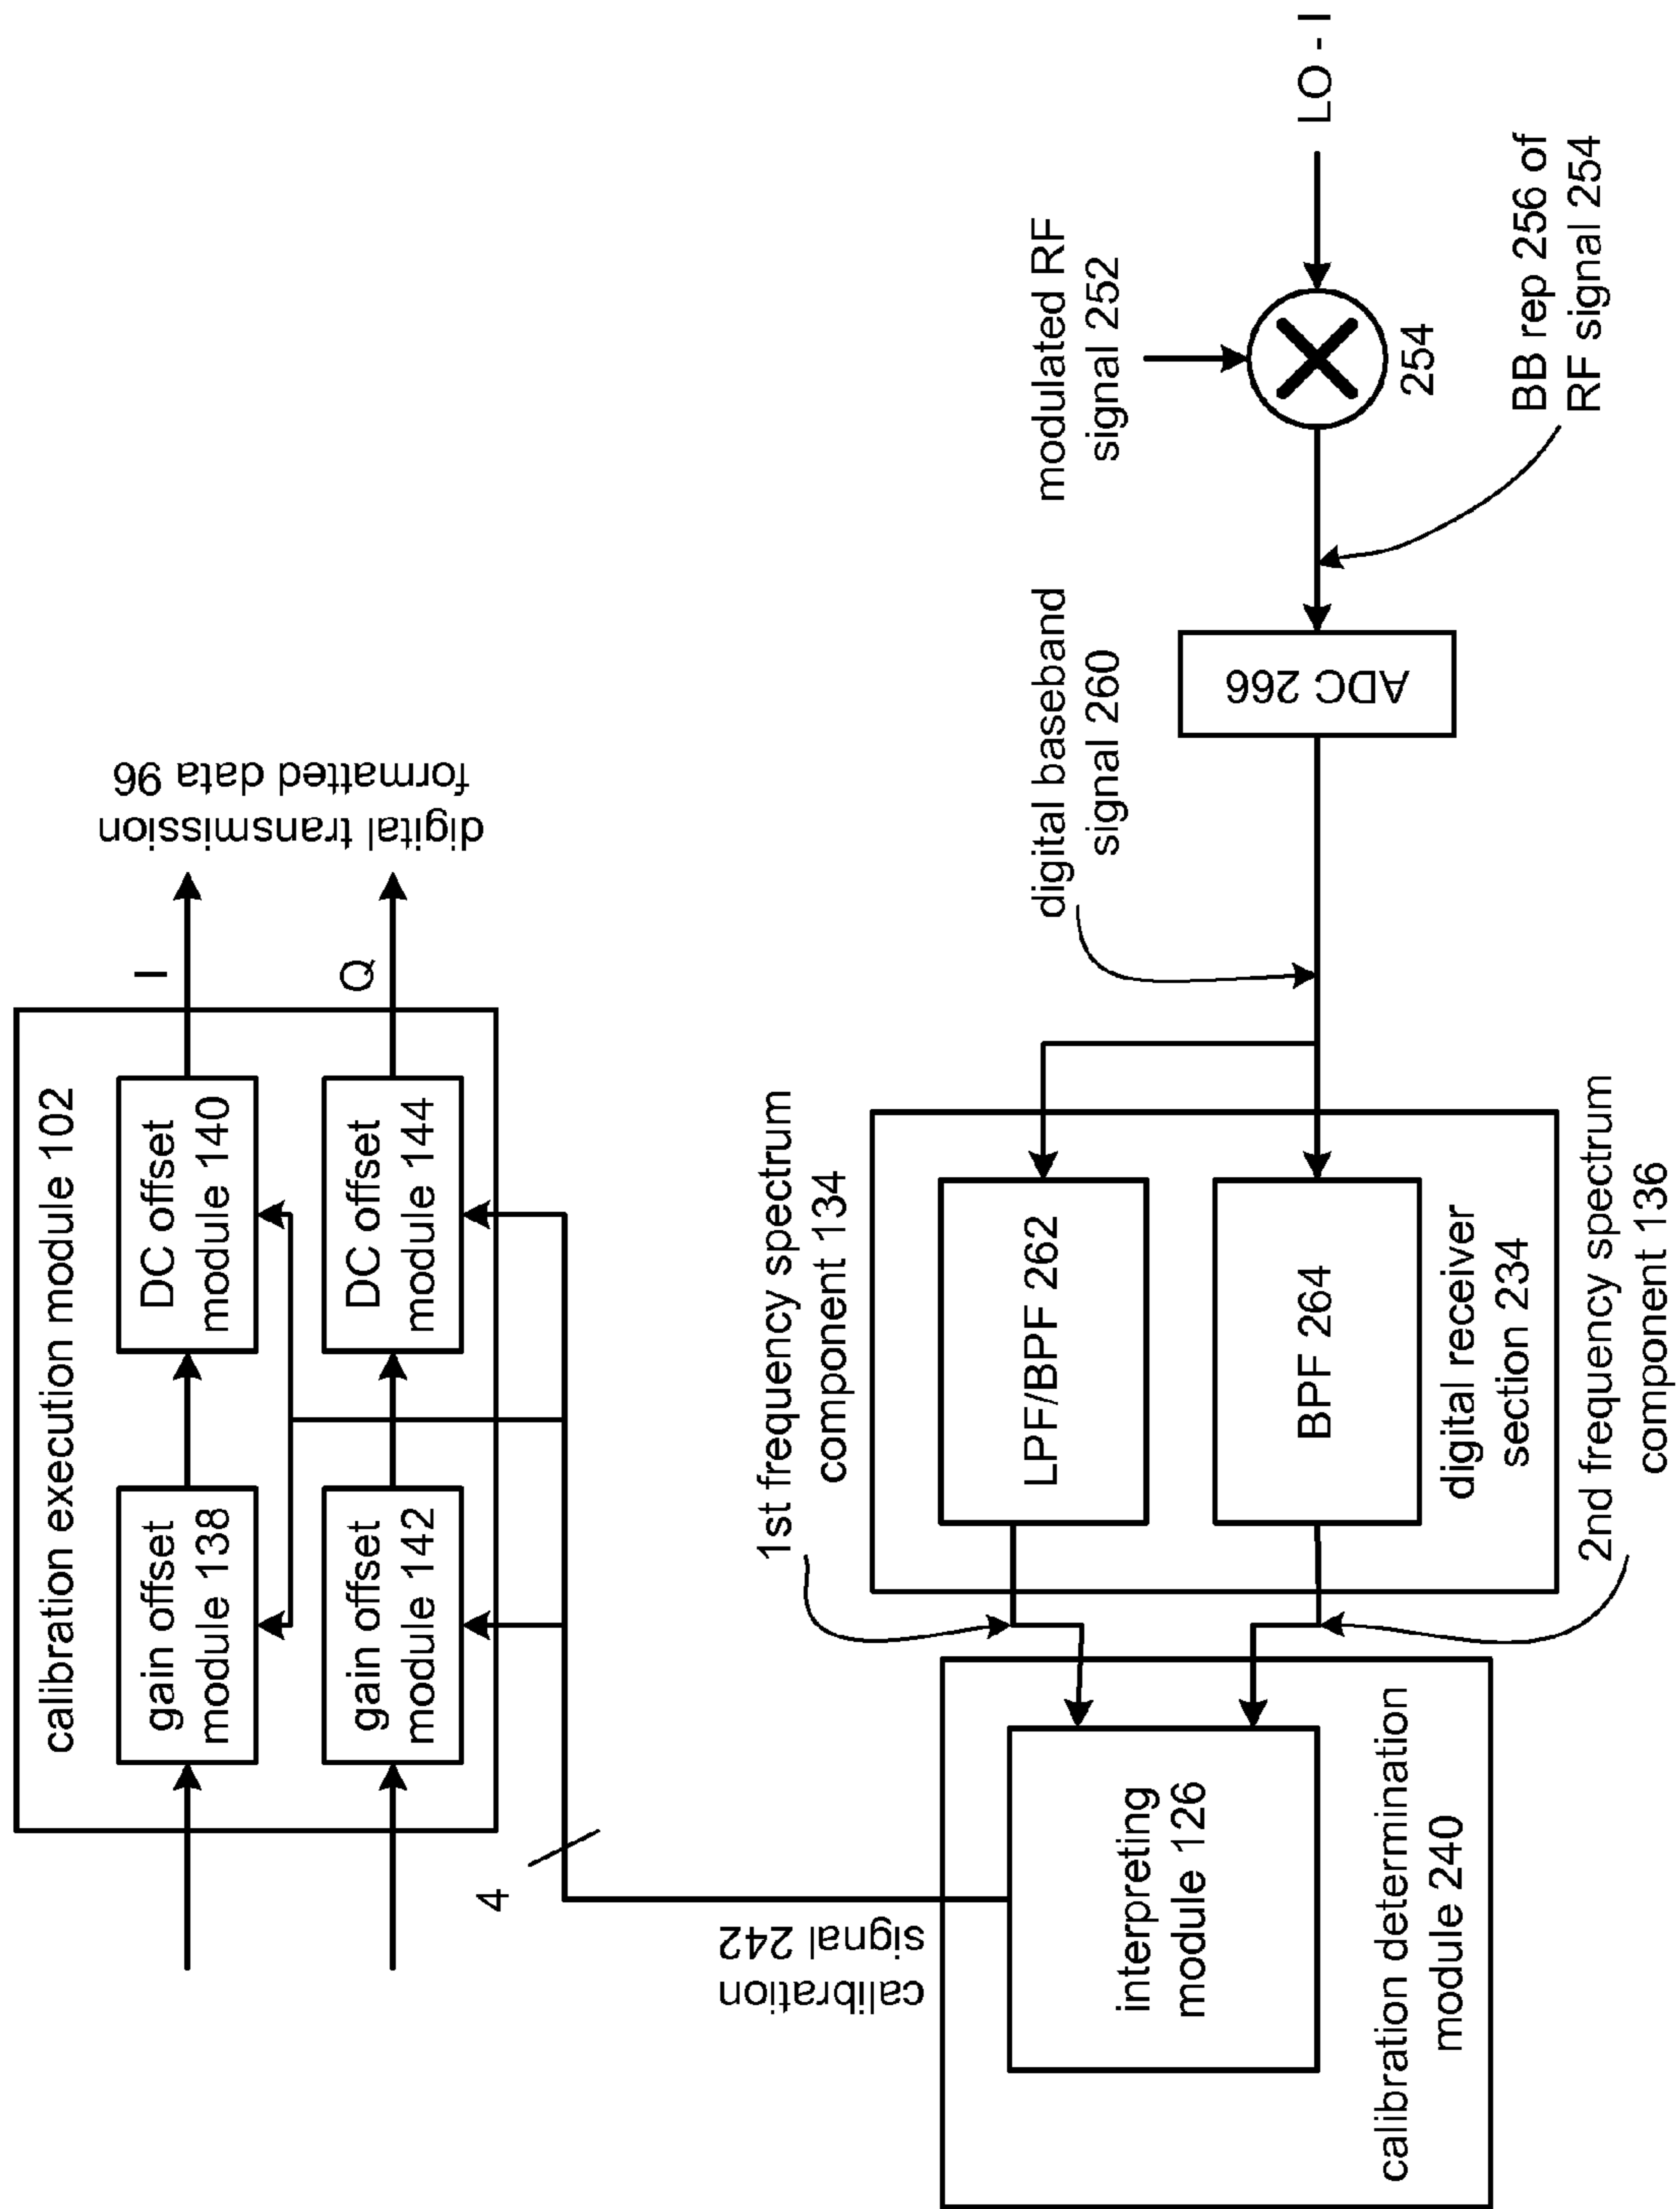 calibration execution module 102
gain offset
module 138
DC offset
module 140
I
gain offset
module 142
DC offset
module 144
Q
digital transmission
formatted data 96
4
calibration
signal 242
interpreting
module 126
calibration determination
module 240
1st frequency spectrum
component 134
LPF/BPF 262
BPF 264
digital receiver
section 234
2nd frequency spectrum
component 136
digital baseband
signal 260
ADC 266
modulated RF
signal 252
254
LO - I
BB rep 256 of
RF signal 254